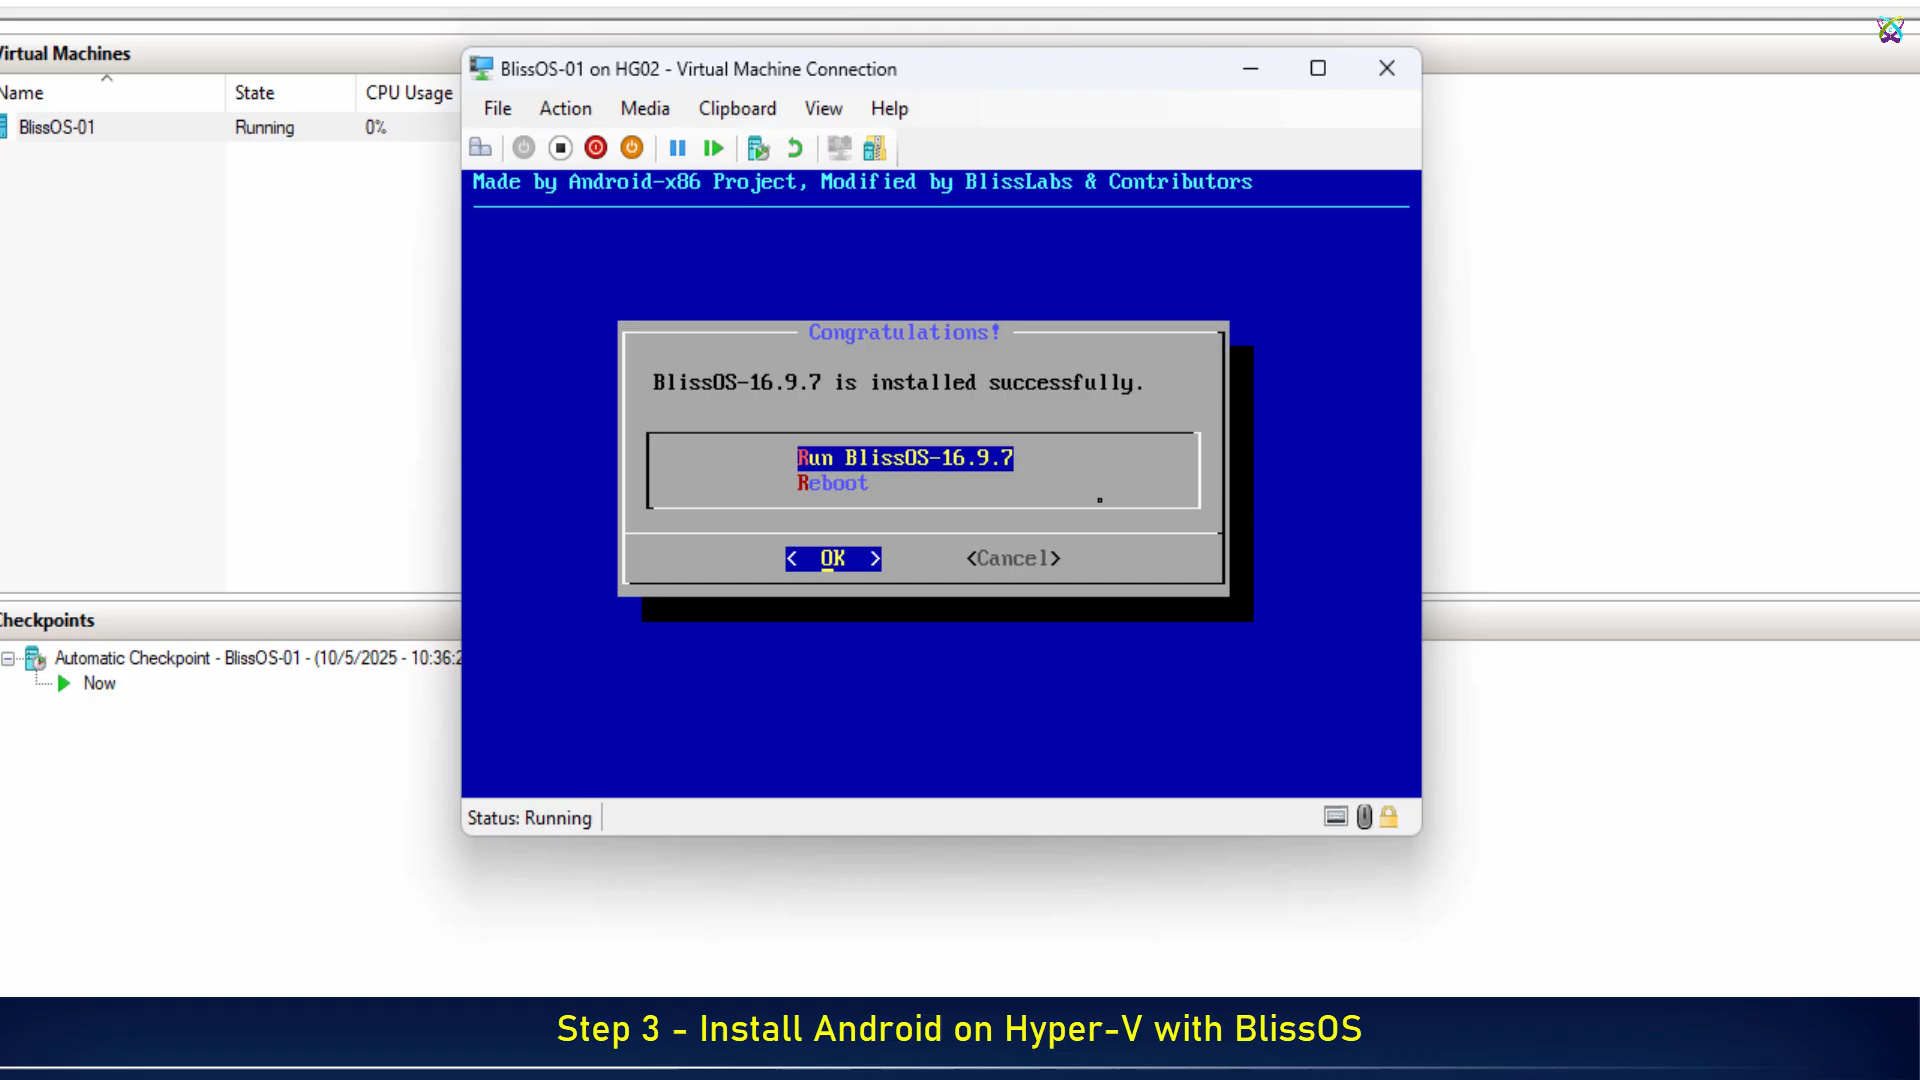 Virtual Machines
Name State CPU Usage
BlissOS-01 Running 0%
Checkpoints
Automatic Checkpoint - BlissOS-01 - (10/5/2025 - 10:36:2
Now
BlissOS-01 on HG02 - Virtual Machine Connection
File Action Media Clipboard View Help
Made by Android-x86 Project, Modified by BlissLabs & Contributors
Congratulations!
BlissOS-16.9.7 is installed successfully.
Run BlissOS-16.9.7
Reboot
< OK > <Cancel>
Status: Running
Step 3 - Install Android on Hyper-V with BlissOS